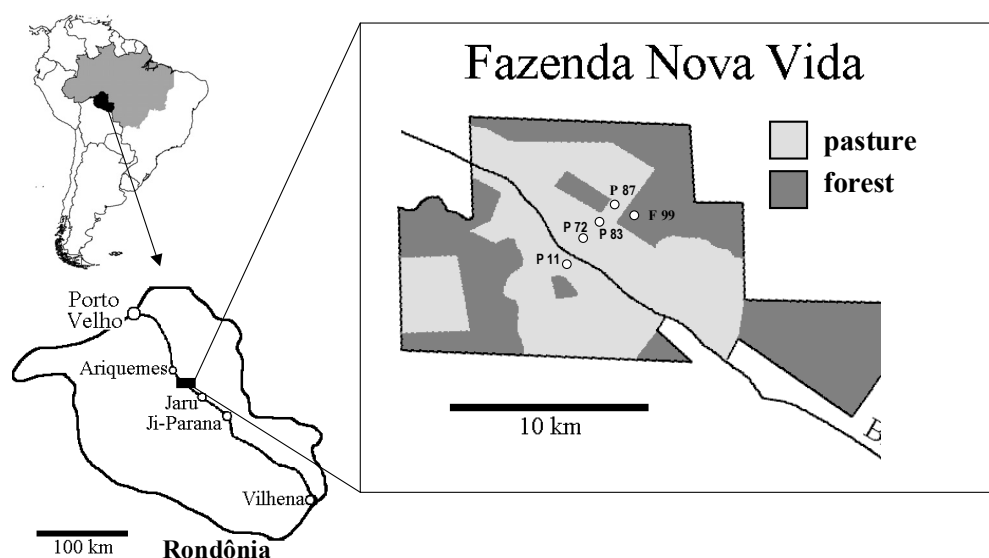 Fazenda Nova Vida
pasture
forest
P 87
F 99
P 72
P 83
P 11
10 km
Porto
Velho
Ariquemes
Jaru
Ji-Parana
Vilhena
100 km
Rondônia